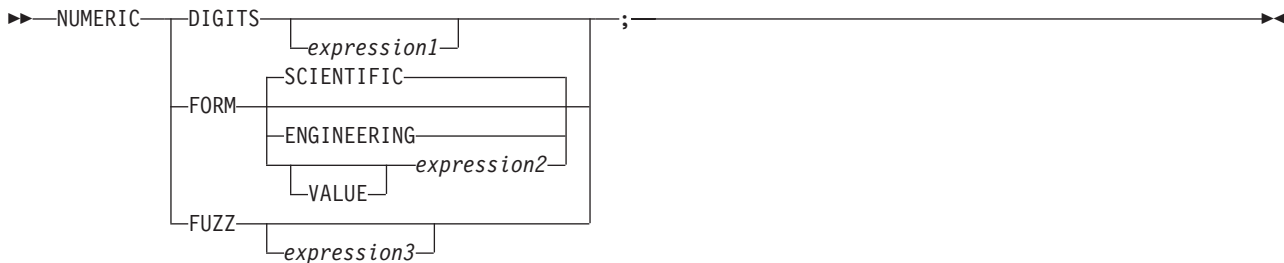 NUMERIC DIGITS ;
expression1
SCIENTIFIC
FORM
ENGINEERING
expression2
VALUE
FUZZ
expression3